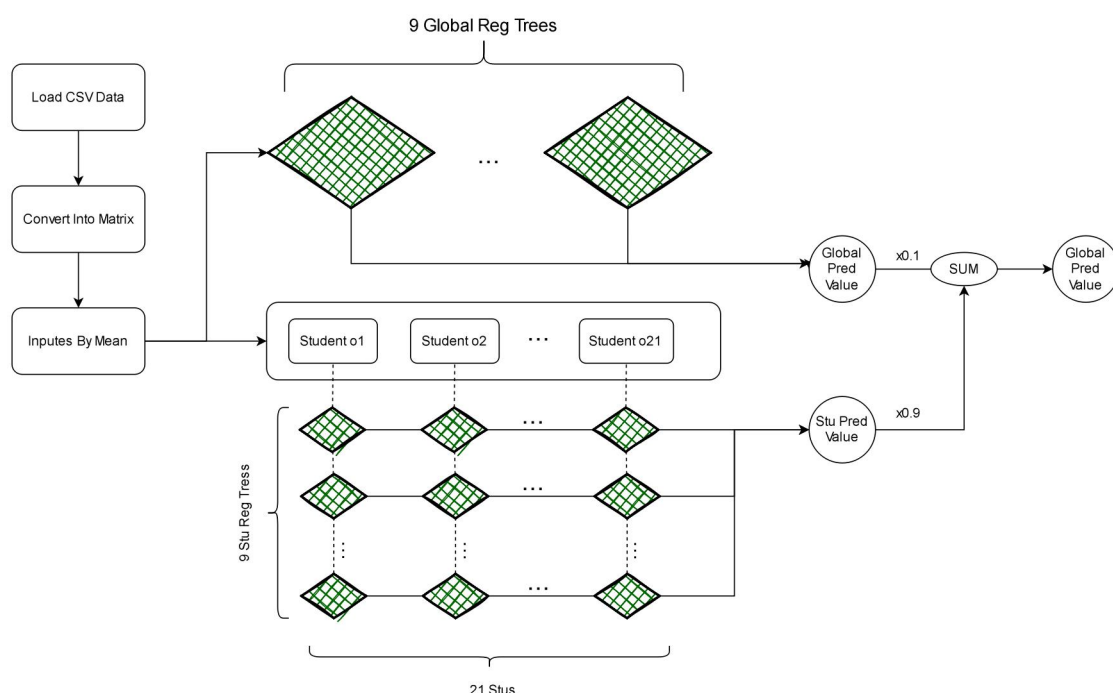 9 Global Reg Trees
Load CSV Data
Convert Into Matrix
Inputes By Mean
...
Global
Pred
Value
x0.1
SUM
Global
Pred
Value
Student o1
Student o2
...
Student o21
...
Stu Pred
Value
x0.9
9 Stu Reg Tress
...
...
...
...
...
21 Stus